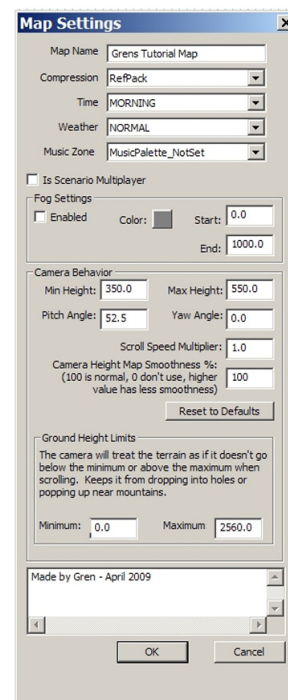 Map Settings
Map Name Grens Tutorial Map
Compression RefPack
Time MORNING
Weather NORMAL
Music Zone MusicPalette_NotSet
Is Scenario Multiplayer
Fog Settings
Enabled Color: Start: 0.0
End: 1000.0
Camera Behavior
Min Height: 350.0 Max Height: 550.0
Pitch Angle: 52.5 Yaw Angle: 0.0
Scroll Speed Multiplier: 1.0
Camera Height Map Smoothness %:
(100 is normal, 0 don't use, higher 100
value has less smoothness)
Reset to Defaults
Ground Height Limits
The camera will treat the terrain as if it doesn't go
below the minimum or above the maximum when
scrolling. Keeps it from dropping into holes or
popping up near mountains.
Minimum: 0.0 Maximum 2560.0
Made by Gren - April 2009
OK Cancel